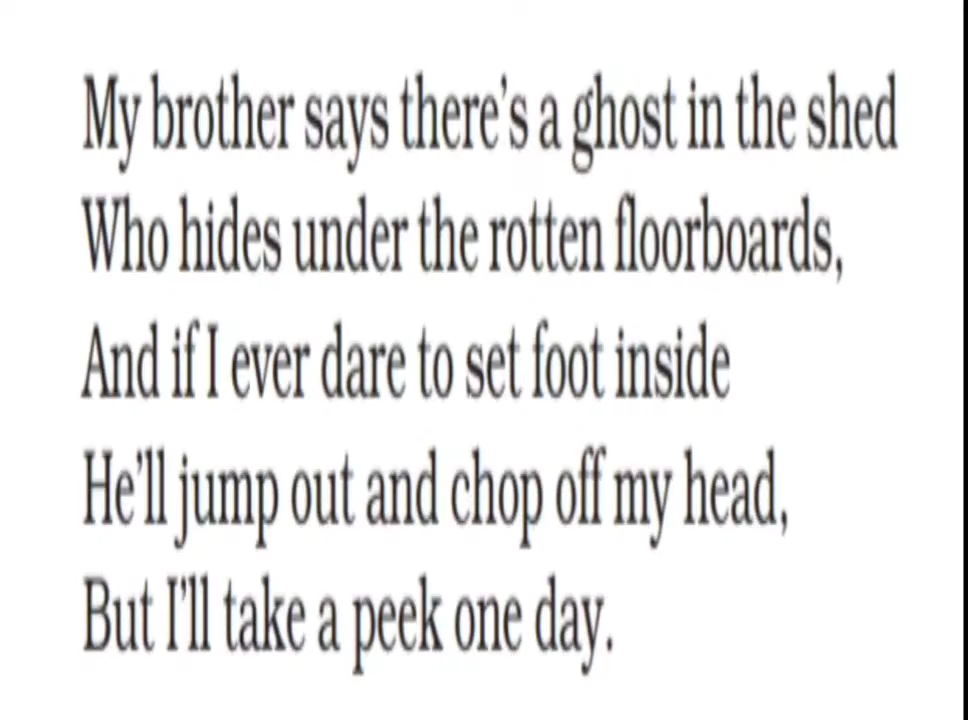 My brother says there's a ghost in the shed
Who hides under the rotten floorboards,
And if I ever dare to set foot inside
He'll jump out and chop off my head,
But I'll take a peek one day.